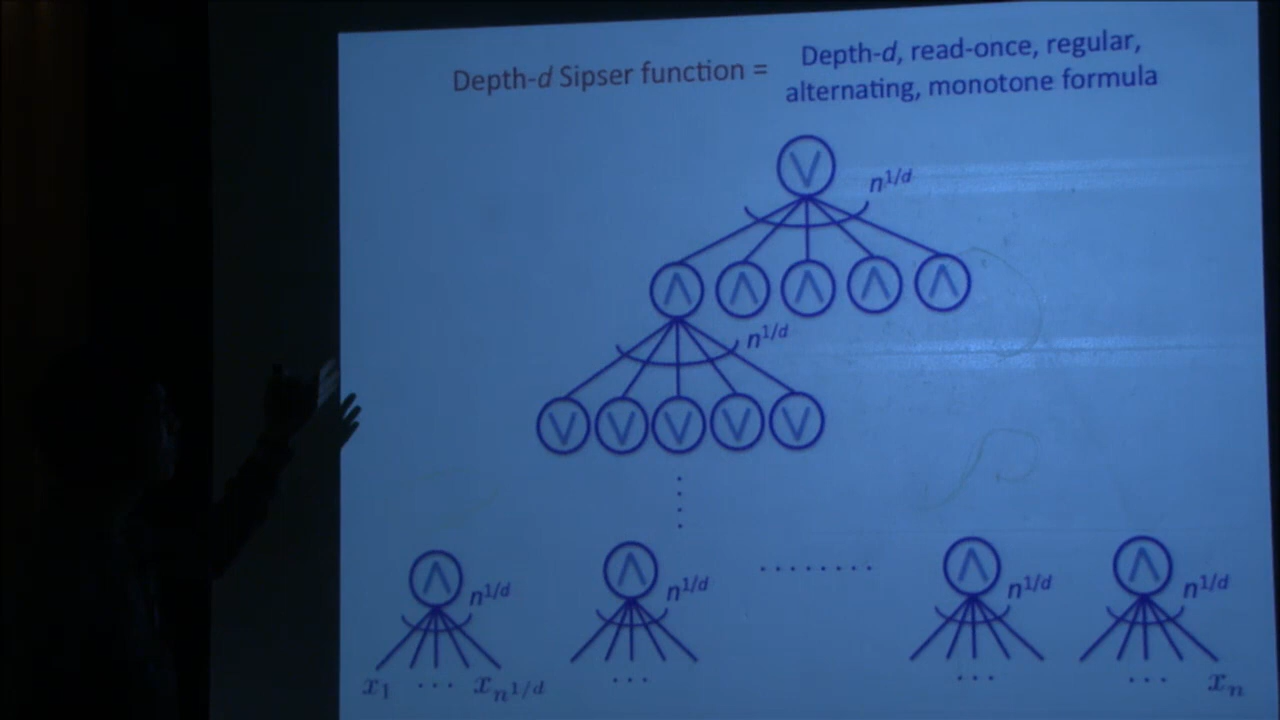 Depth-d Sipser function =
Depth-d, read-once, regular,
alternating, monotone formula
∨
n^{1/d}
∧ ∧ ∧ ∧ ∧
n^{1/d}
∨ ∨ ∨ ∨ ∨
∧ n^{1/d} ∧ n^{1/d} ········ ∧ n^{1/d} ∧ n^{1/d}
x_1 ··· x_{n^{1/d}} ··· ··· ··· x_n